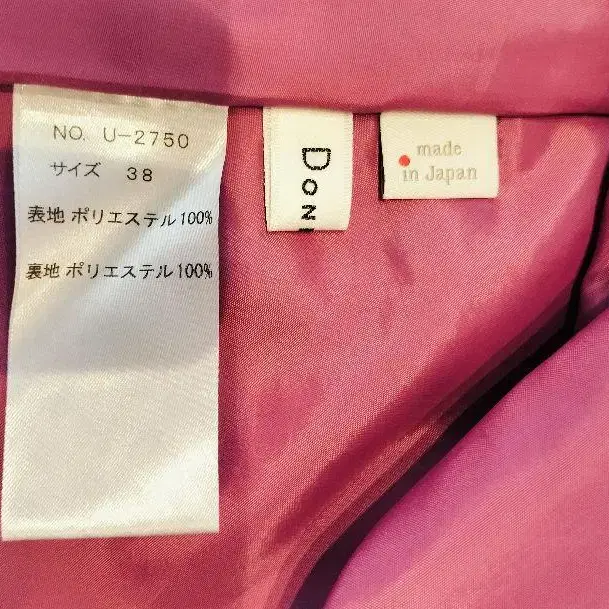 NO. U-2750
サイズ 38
表地 ポリエステル100%
裏地 ポリエステル100%
DON
made
in Japan